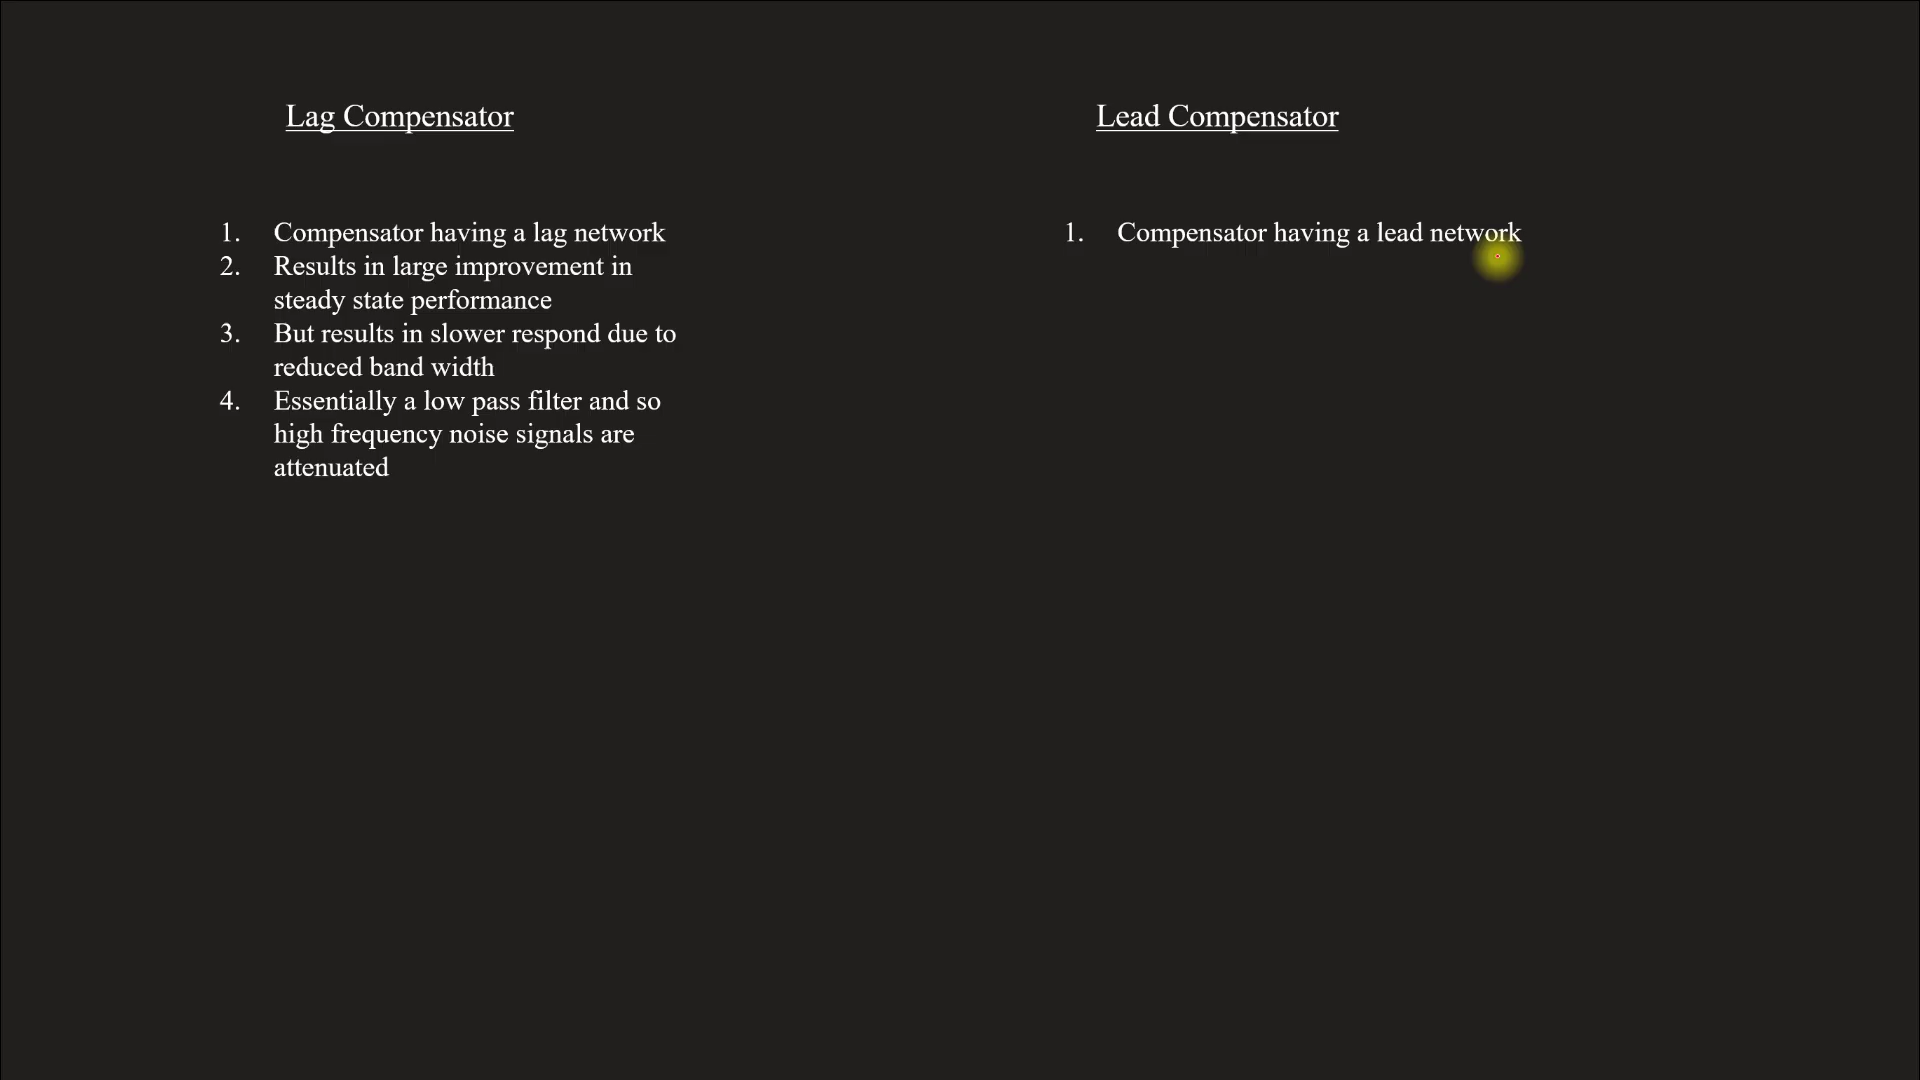 Lag Compensator
1. Compensator having a lag network
2. Results in large improvement in
steady state performance
3. But results in slower respond due to
reduced band width
4. Essentially a low pass filter and so
high frequency noise signals are
attenuated
Lead Compensator
1. Compensator having a lead network